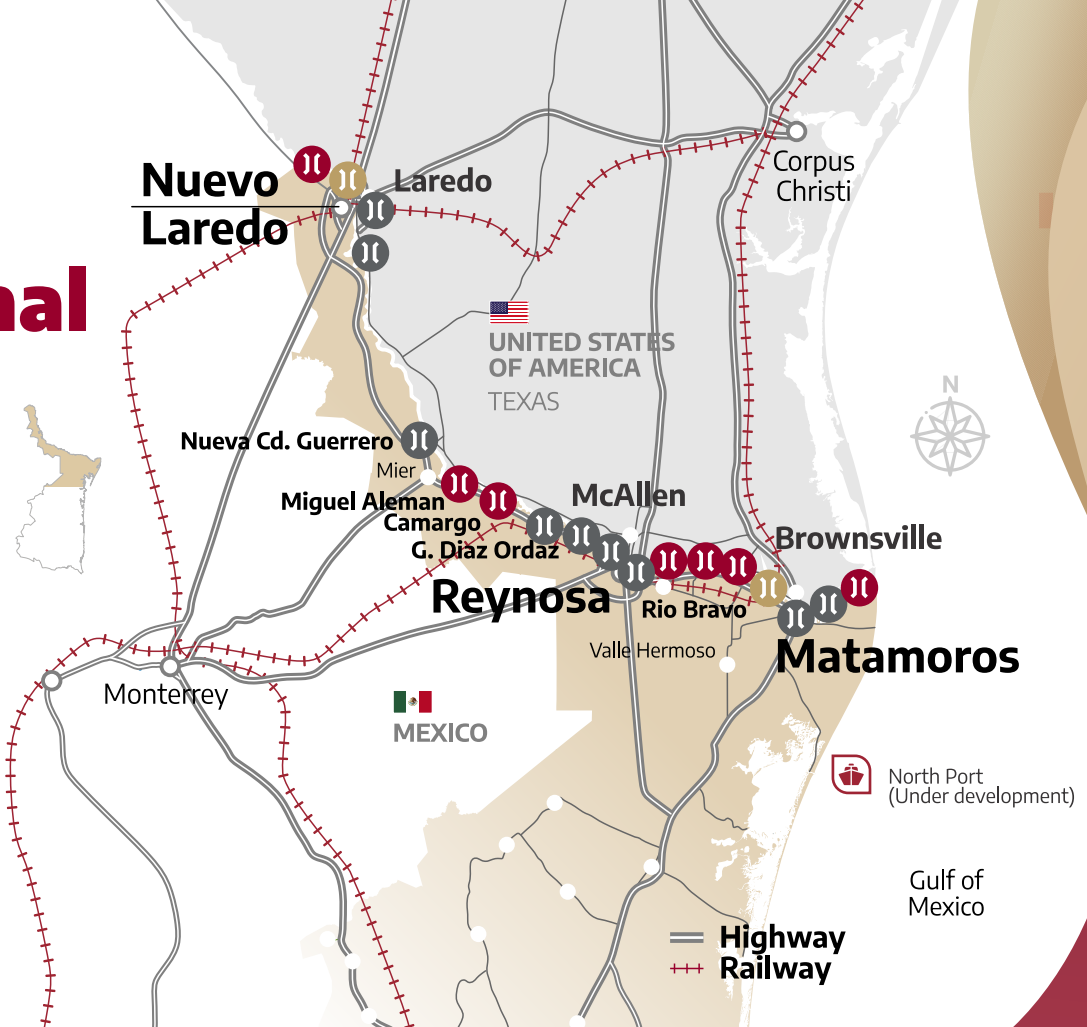 Nuevo
Laredo
Laredo
Corpus
Christi
nal
UNITED STATES
OF AMERICA
TEXAS
N
Nueva Cd. Guerrero
Mier
Miguel Aleman
Camargo
G. Diaz Ordaz
McAllen
Reynosa
Rio Bravo
Brownsville
Valle Hermoso
Matamoros
Monterrey
MEXICO
North Port
(Under development)
Gulf of
Mexico
Highway
Railway